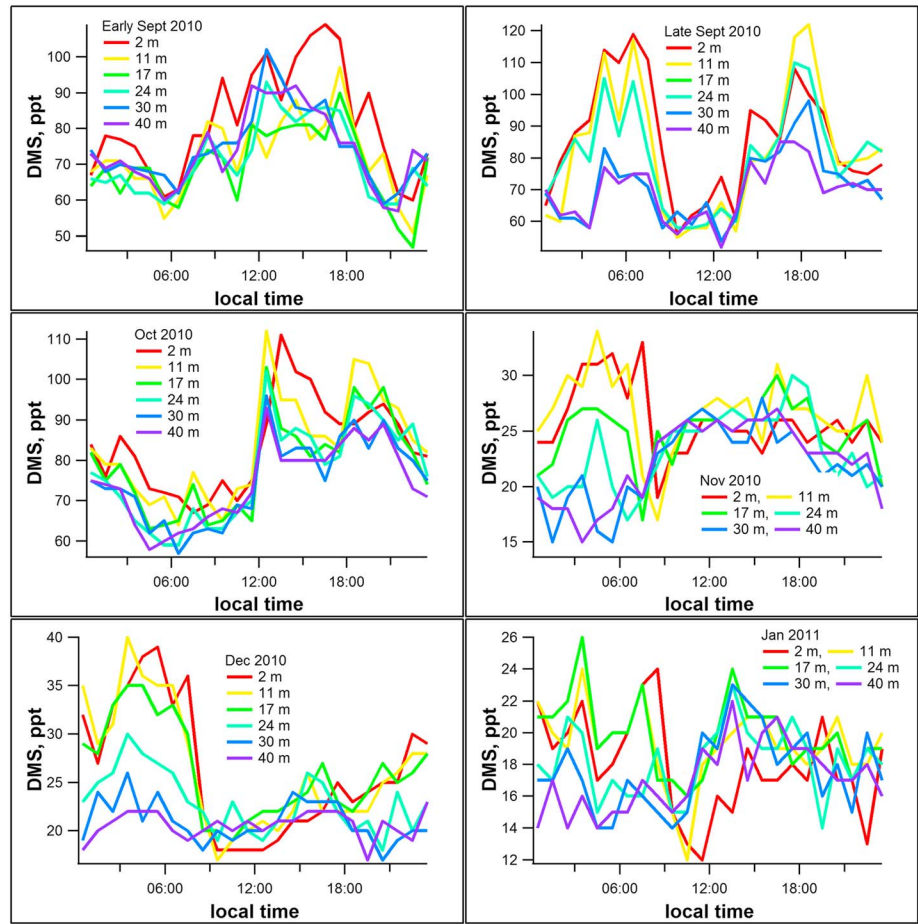 Early Sept 2010
2 m
11 m
17 m
24 m
30 m
40 m
DMS, ppt
100
90
80
70
60
50
06:00 12:00 18:00
local time
Late Sept 2010
2 m
11 m
17 m
24 m
30 m
40 m
DMS, ppt
120
110
100
90
80
70
60
06:00 12:00 18:00
local time
Oct 2010
2 m
11 m
17 m
24 m
30 m
40 m
DMS, ppt
110
100
90
80
70
60
06:00 12:00 18:00
local time
DMS, ppt
30
25
20
15
Nov 2010
2 m, 11 m
17 m, 24 m
30 m, 40 m
06:00 12:00 18:00
local time
Dec 2010
2 m
11 m
17 m
24 m
30 m
40 m
DMS, ppt
40
35
30
25
20
06:00 12:00 18:00
local time
Jan 2011
2 m, 11 m
17 m, 24 m
30 m, 40 m
DMS, ppt
26
24
22
20
18
16
14
12
06:00 12:00 18:00
local time